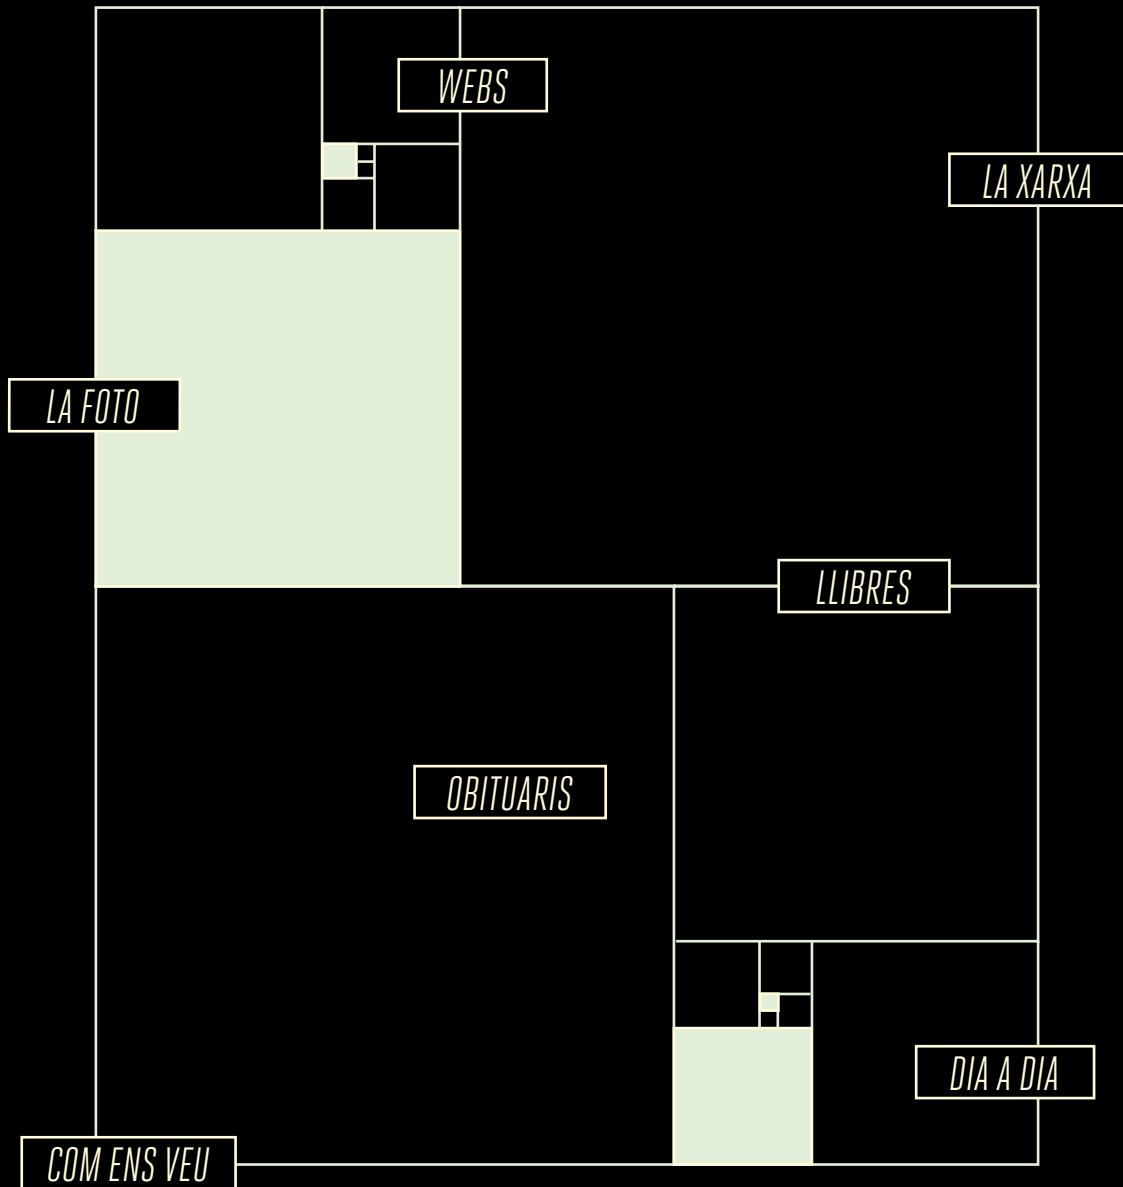 WEBS
LA XARXA
LA FOTO
LLIBRES
OBITUARIS
DIA A DIA
COM ENS VEU